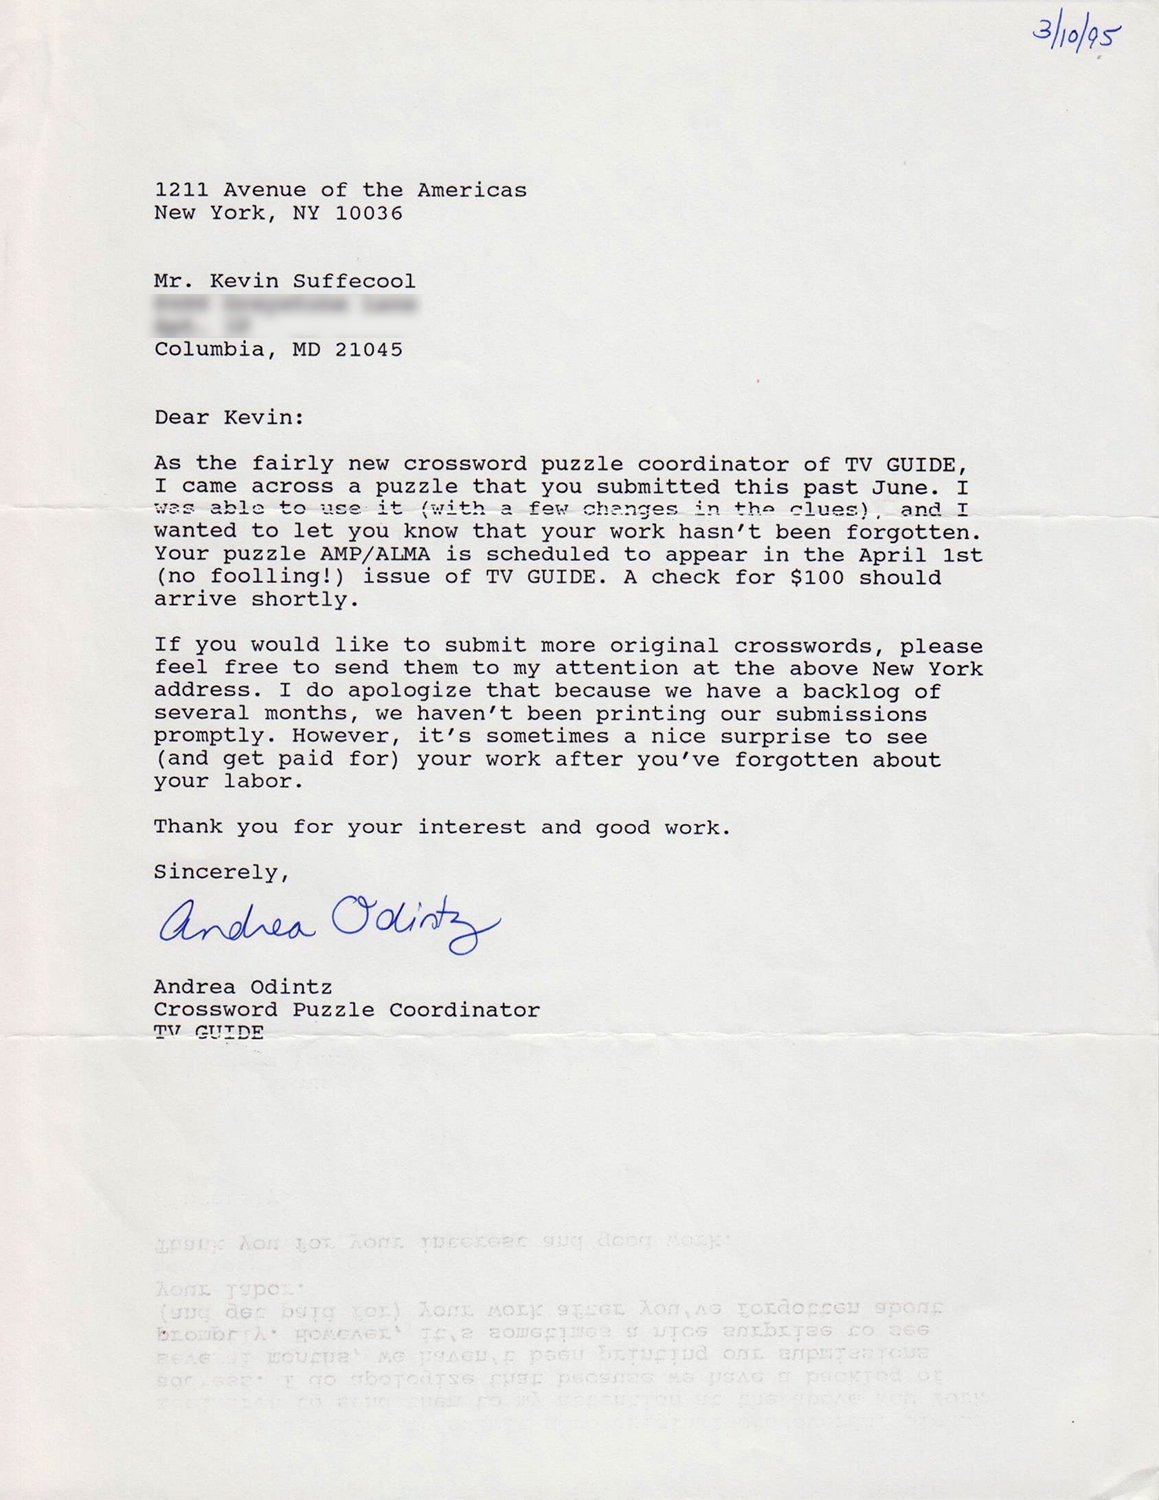 3/10/95
1211 Avenue of the Americas
New York, NY 10036
Mr. Kevin Suffecool
Columbia, MD 21045
Dear Kevin:
As the fairly new crossword puzzle coordinator of TV GUIDE,
I came across a puzzle that you submitted this past June. I
was able to use it (with a few changes in the clues), and I
wanted to let you know that your work hasn't been forgotten.
Your puzzle AMP/ALMA is scheduled to appear in the April 1st
(no foolling!) issue of TV GUIDE. A check for $100 should
arrive shortly.
If you would like to submit more original crosswords, please
feel free to send them to my attention at the above New York
address. I do apologize that because we have a backlog of
several months, we haven't been printing our submissions
promptly. However, it's sometimes a nice surprise to see
(and get paid for) your work after you've forgotten about
your labor.
Thank you for your interest and good work.
Sincerely,
Andrea Odintz
Andrea Odintz
Crossword Puzzle Coordinator
TV GUIDE